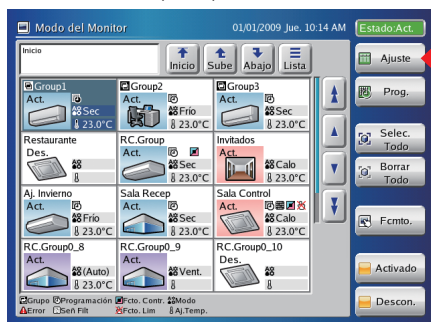 Modo del Monitor 01/01/2009 Jue. 10:14 AM Estado:Act.
Inicio
Inicio Sube Abajo Lista
Ajuste
Prog.
Selec. Todo
Borrar Todo
Fcmto.
Activado
Descon.
Group1 Group2 Group3
Act. Act. Act.
Sec Frio Sec
23.0°C 23.0°C 23.0°C
Restaurante RC.Group Invitados
Des. Act. Act.
Sec Calo
23.0°C 23.0°C
Aj. Invierno Sala Recep Sala Control
Act. Act. Act.
Frio Sec Calo
23.0°C 23.0°C 23.0°C
RC.Group0_8 RC.Group0_9 RC.Group0_10
Act. Act. Des.
(Auto) Vent.
23.0°C
Grupo Programación Fcto. Contr. Modo
Error Señ Filt Fcto. Lim Aj.Temp.